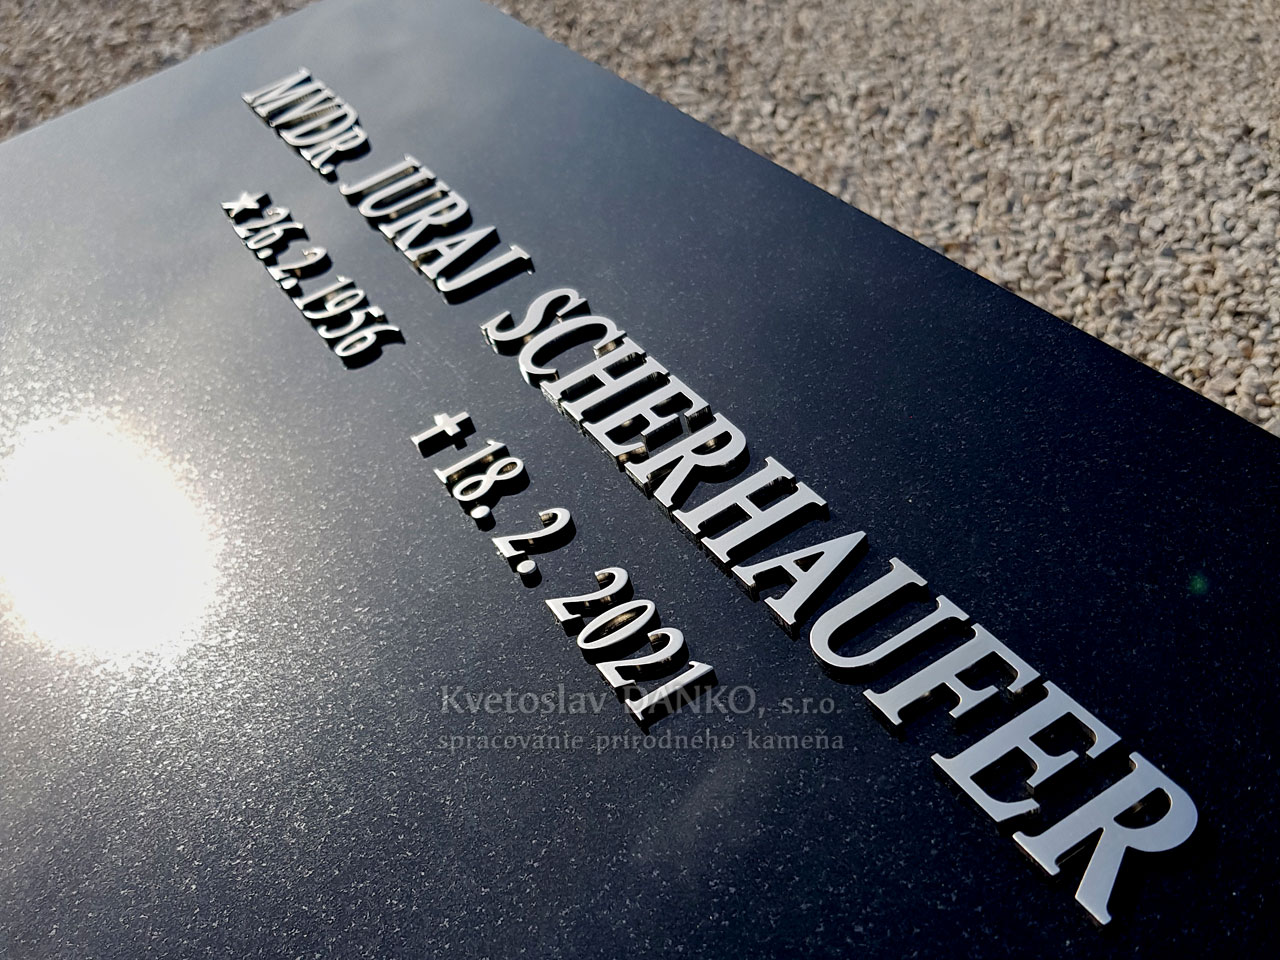 MVDR. JURAJ SCHERHAUFER
* 26. 2. 1956 † 18. 2. 2021
Kvetoslav DANKO, s.r.o.
spracovanie prírodného kameňa